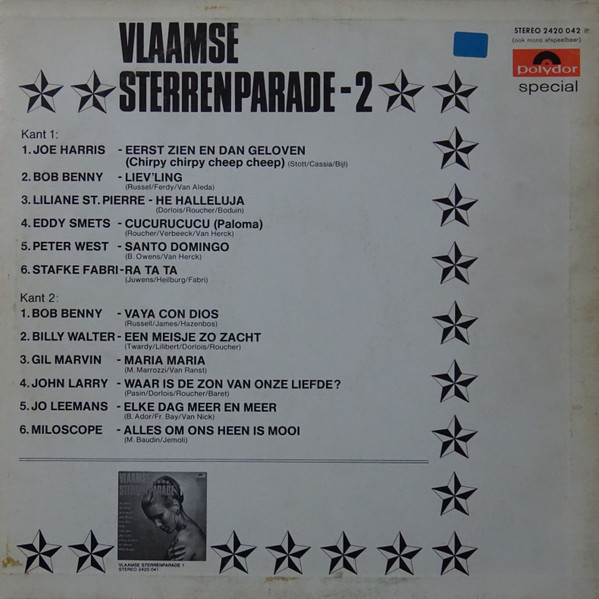 VLAAMSE
STERRENPARADE-2
STEREO 2420 042
(ook mono afspeelbaar)
polydor
special
Kant 1:
1. JOE HARRIS - EERST ZIEN EN DAN GELOVEN
(Chirpy chirpy cheep cheep) (Stott/Cassia/Bijl)
2. BOB BENNY - LIEV'LING
(Russel/Ferdy/Van Aleda)
3. LILIANE ST. PIERRE - HE HALLELUJA
(Dorlois/Roucher/Boduin)
4. EDDY SMETS - CUCURUCUCU (Paloma)
(Roucher/Verbeeck/Van Herck)
5. PETER WEST - SANTO DOMINGO
(B. Owens/Van Herck)
6. STAFKE FABRI - RA TA TA
(Juwens/Heilburg/Fabri)
Kant 2:
1. BOB BENNY - VAYA CON DIOS
(Russell/James/Hazenbos)
2. BILLY WALTER - EEN MEISJE ZO ZACHT
(Twardy/Lilibert/Dorlois/Roucher)
3. GIL MARVIN - MARIA MARIA
(M. Marrozzi/Van Ranst)
4. JOHN LARRY - WAAR IS DE ZON VAN ONZE LIEFDE?
(Pasin/Dorlois/Roucher/Baret)
5. JO LEEMANS - ELKE DAG MEER EN MEER
(B. Ador/Fr. Bay/Van Nick)
6. MILOSCOPE - ALLES OM ONS HEEN IS MOOI
(M. Baudin/Jemoli)
VLAAMSE
STERRENPARADE
VLAAMSE STERRENPARADE 1
STEREO 2420 041